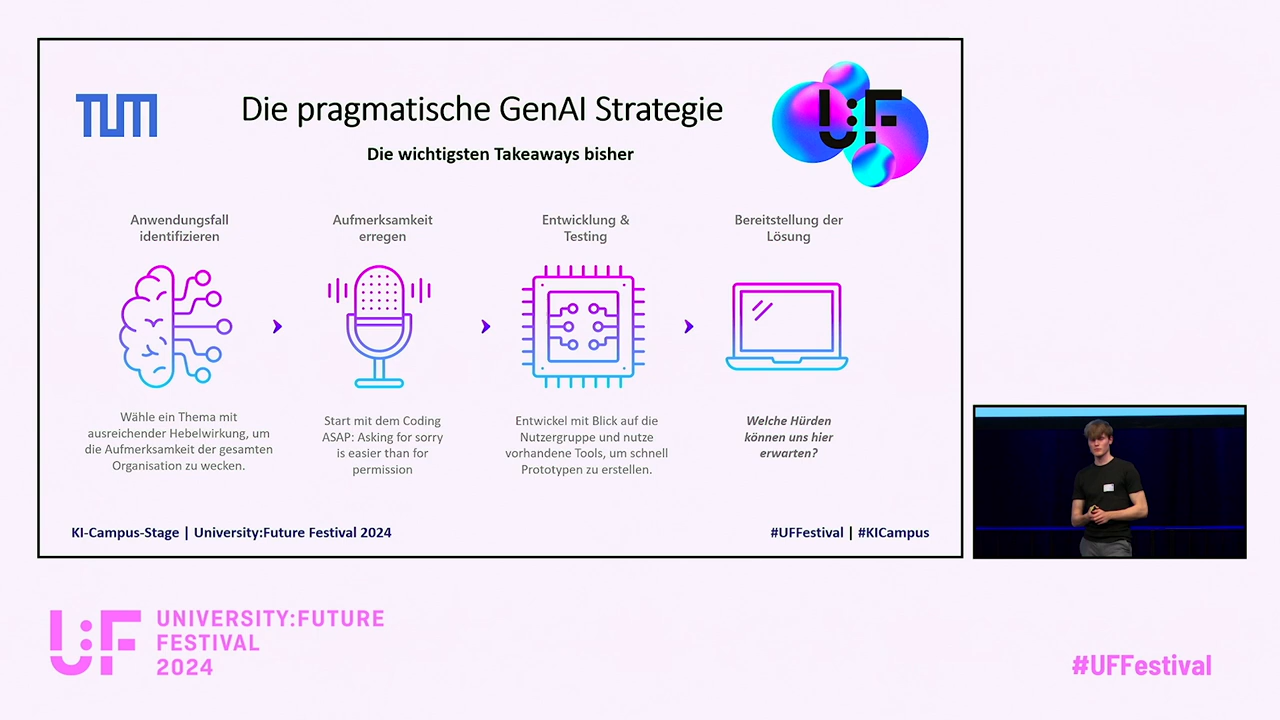 TUM
Die pragmatische GenAI Strategie
U:F
Die wichtigsten Takeaways bisher
Anwendungsfall
identifizieren
Aufmerksamkeit
erregen
Entwicklung &
Testing
Bereitstellung der
Lösung
Wähle ein Thema mit
ausreichender Hebelwirkung, um
die Aufmerksamkeit der gesamten
Organisation zu wecken.
Start mit dem Coding
ASAP: Asking for sorry
is easier then for
permission
Entwickel mit Blick auf die
Nutzergruppe und nutze
vorhandene Tools, um schnell
Prototypen zu erstellen.
Welche Hürden
können uns hier
erwarten?
KI-Campus-Stage | University:Future Festival 2024
#UFFestival | #KICampus
U:F
UNIVERSITY:FUTURE
FESTIVAL
2024
#UFFestival